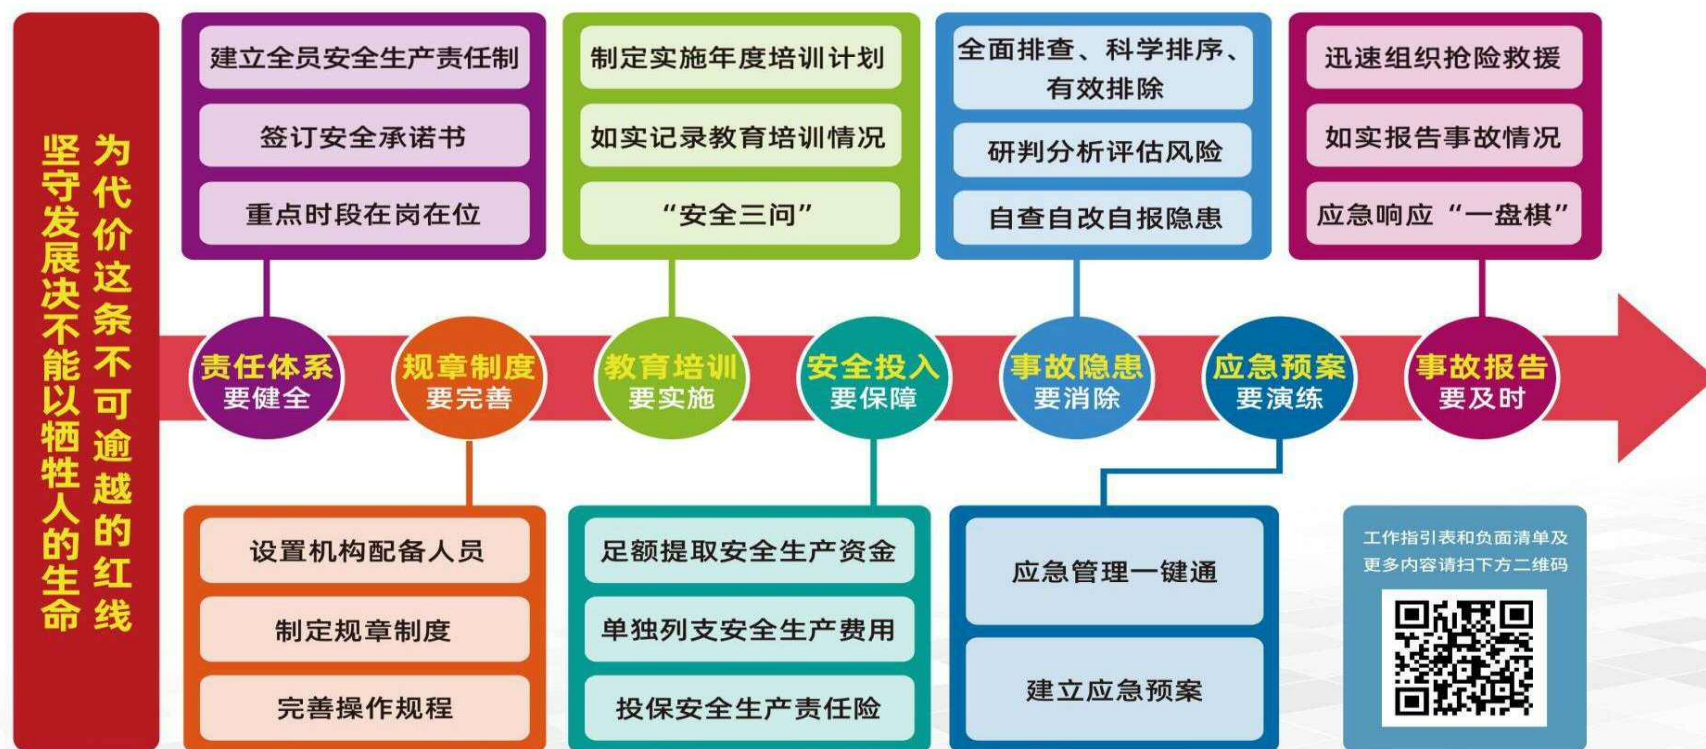 坚守发展决不能以牺牲人的生命
为代价这条不可逾越的红线
建立全员安全生产责任制
签订安全承诺书
重点时段在岗在位
制定实施年度培训计划
如实记录教育培训情况
“安全三问”
全面排查、科学排序、
有效排除
研判分析评估风险
自查自改自报隐患
迅速组织抢险救援
如实报告事故情况
应急响应“一盘棋”
责任体系
要健全
规章制度
要完善
教育培训
要实施
安全投入
要保障
事故隐患
要消除
应急预案
要演练
事故报告
要及时
设置机构配备人员
制定规章制度
完善操作规程
足额提取安全生产资金
单独列支安全生产费用
投保安全生产责任险
应急管理一键通
建立应急预案
工作指引表和负面清单及
更多内容请扫下方二维码